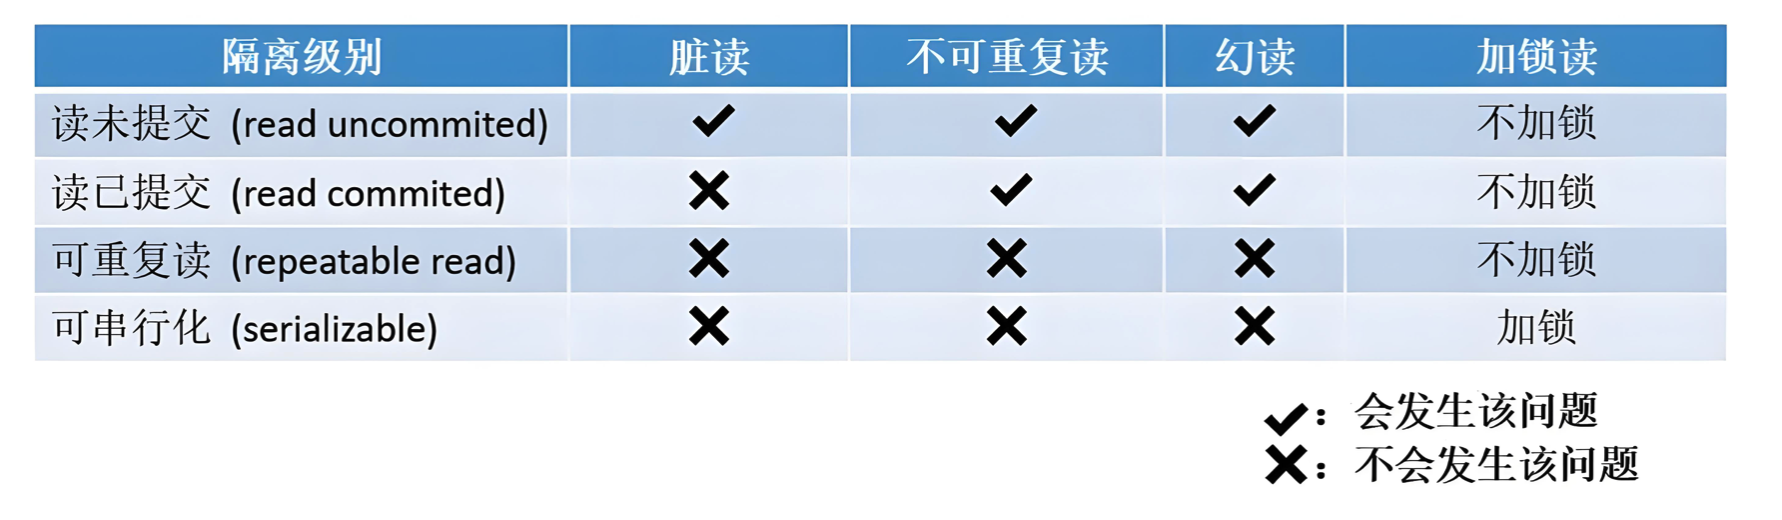 隔离级别 脏读 不可重复读 幻读 加锁读
读未提交 (read uncommited) ✔ ✔ ✔ 不加锁
读已提交 (read commited) ✖ ✔ ✔ 不加锁
可重复读 (repeatable read) ✖ ✖ ✖ 不加锁
可串行化 (serializable) ✖ ✖ ✖ 加锁
✔：会发生该问题
✖：不会发生该问题